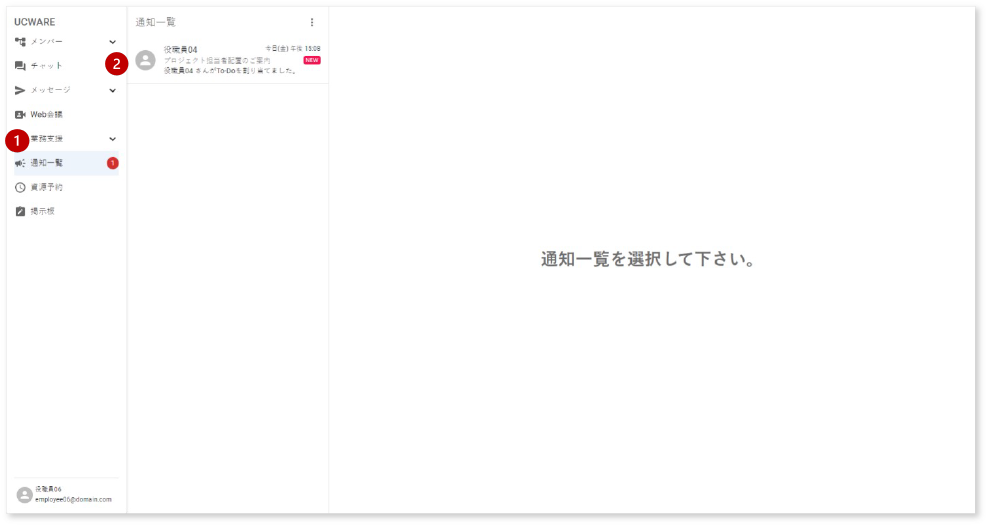 UCWARE
メンバー
チャット
メッセージ
Web会議
業務支援
通知一覧
1
資源予約
掲示板
役職員06
employee06@domain.com
1
2
通知一覧
役職員04
今日(金) 午後 15:08
プロジェクト担当者配置のご案内
NEW
役職員04 さんがTo-Doを割り当てました。
通知一覧を選択して下さい。